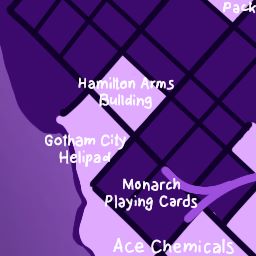 Pack
Hamilton Arms
Building
Gotham City
Helipad
Monarch
Playing Cards
Ace Chemicals